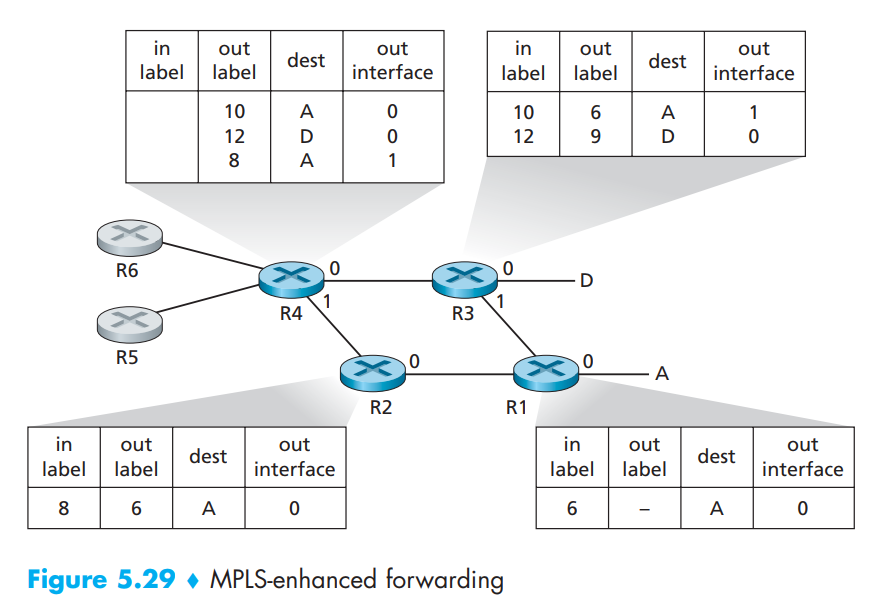 in label | out label | dest | out interface
10 | A | 0
12 | D | 0
8 | A | 1
in label | out label | dest | out interface
10 | 6 | A | 1
12 | 9 | D | 0
R6
R5
R4
0
1
R3
0
1
D
R2
0
R1
0
A
in label | out label | dest | out interface
8 | 6 | A | 0
in label | out label | dest | out interface
6 | – | A | 0
Figure 5.29 ♦ MPLS-enhanced forwarding